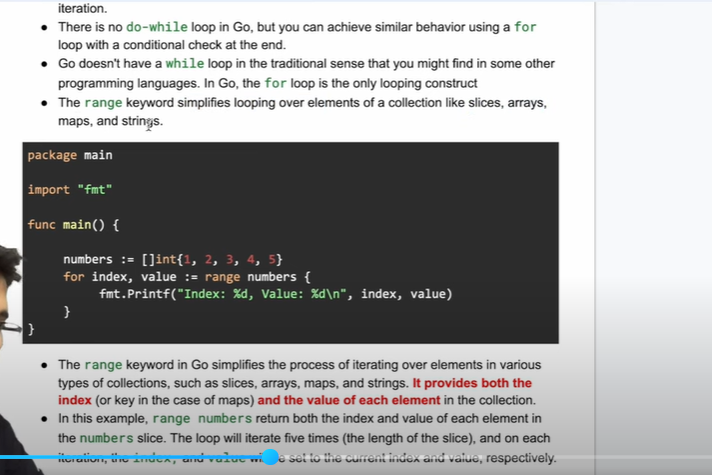 iteration.
● There is no do-while loop in Go, but you can achieve similar behavior using a for
loop with a conditional check at the end.
● Go doesn't have a while loop in the traditional sense that you might find in some other
programming languages. In Go, the for loop is the only looping construct
● The range keyword simplifies looping over elements of a collection like slices, arrays,
maps, and strings.
package main
import "fmt"
func main() {
numbers := []int{1, 2, 3, 4, 5}
for index, value := range numbers {
fmt.Printf("Index: %d, Value: %d\n", index, value)
}
}
● The range keyword in Go simplifies the process of iterating over elements in various
types of collections, such as slices, arrays, maps, and strings. It provides both the
index (or key in the case of maps) and the value of each element in the collection.
● In this example, range numbers return both the index and value of each element in
the numbers slice. The loop will iterate five times (the length of the slice), and on each
iteration, the index, and value will be set to the current index and value, respectively.